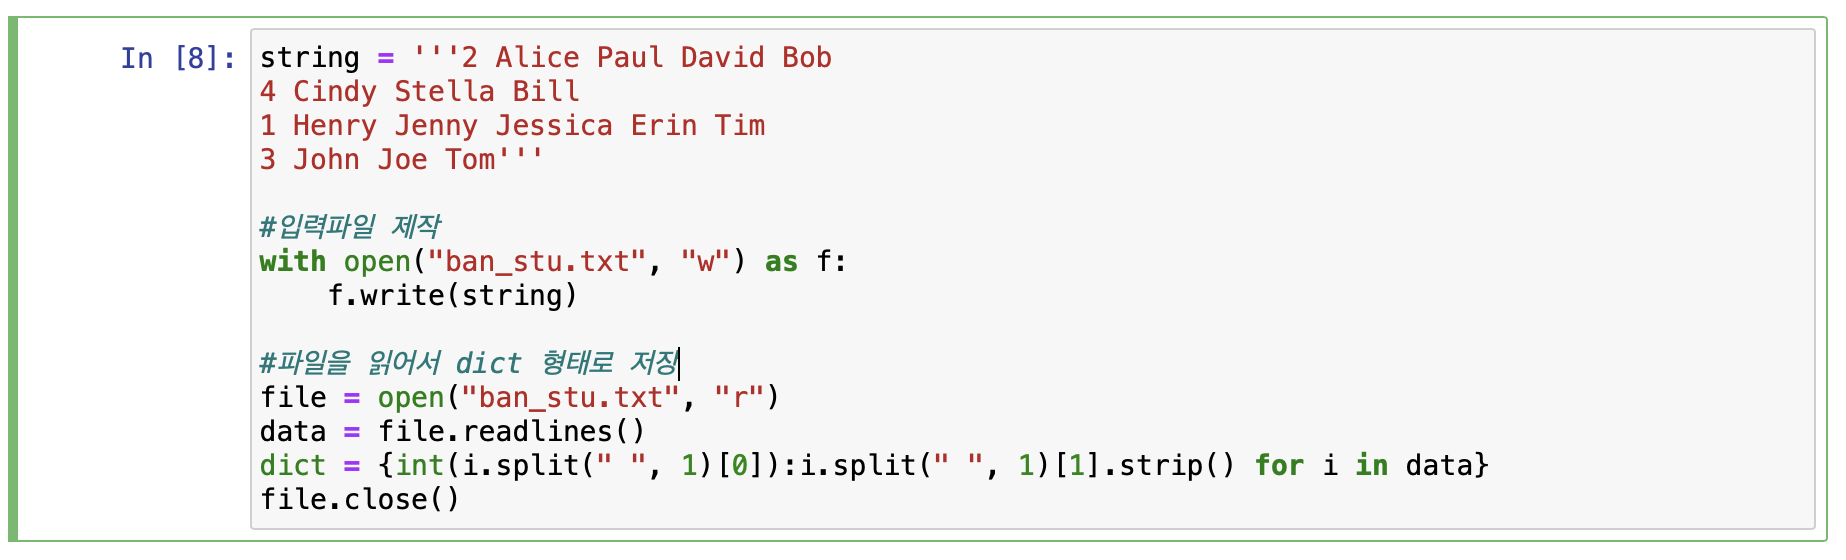 In [8]: string = '''2 Alice Paul David Bob
4 Cindy Stella Bill
1 Henry Jenny Jessica Erin Tim
3 John Joe Tom'''
#입력파일 제작
with open("ban_stu.txt", "w") as f:
    f.write(string)
#파일을 읽어서 dict 형태로 저장
file = open("ban_stu.txt", "r")
data = file.readlines()
dict = {int(i.split(" ", 1)[0]):i.split(" ", 1)[1].strip() for i in data}
file.close()